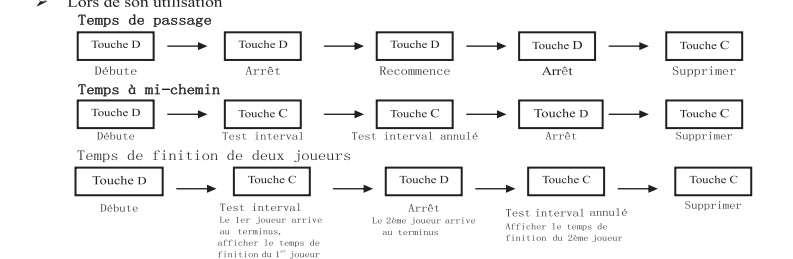 ➤ Lors de son utilisation
Temps de passage
Touche D Touche D Touche D Touche D Touche C
Débute Arrêt Recommence Arrêt Supprimer
Temps à mi-chemin
Touche D Touche C Touche C Touche D Touche C
Débute Test interval Test interval annulé Arrêt Supprimer
Temps de finition de deux joueurs
Touche D Touche C Touche D Touche C Touche C
Débute Test interval Arrêt Test interval annulé Supprimer
Le 1er joueur arrive Le 2ème joueur arrive Afficher le temps de
au terminus, au terminus finition du 2ème joueur
afficher le temps de
finition du 1er joueur